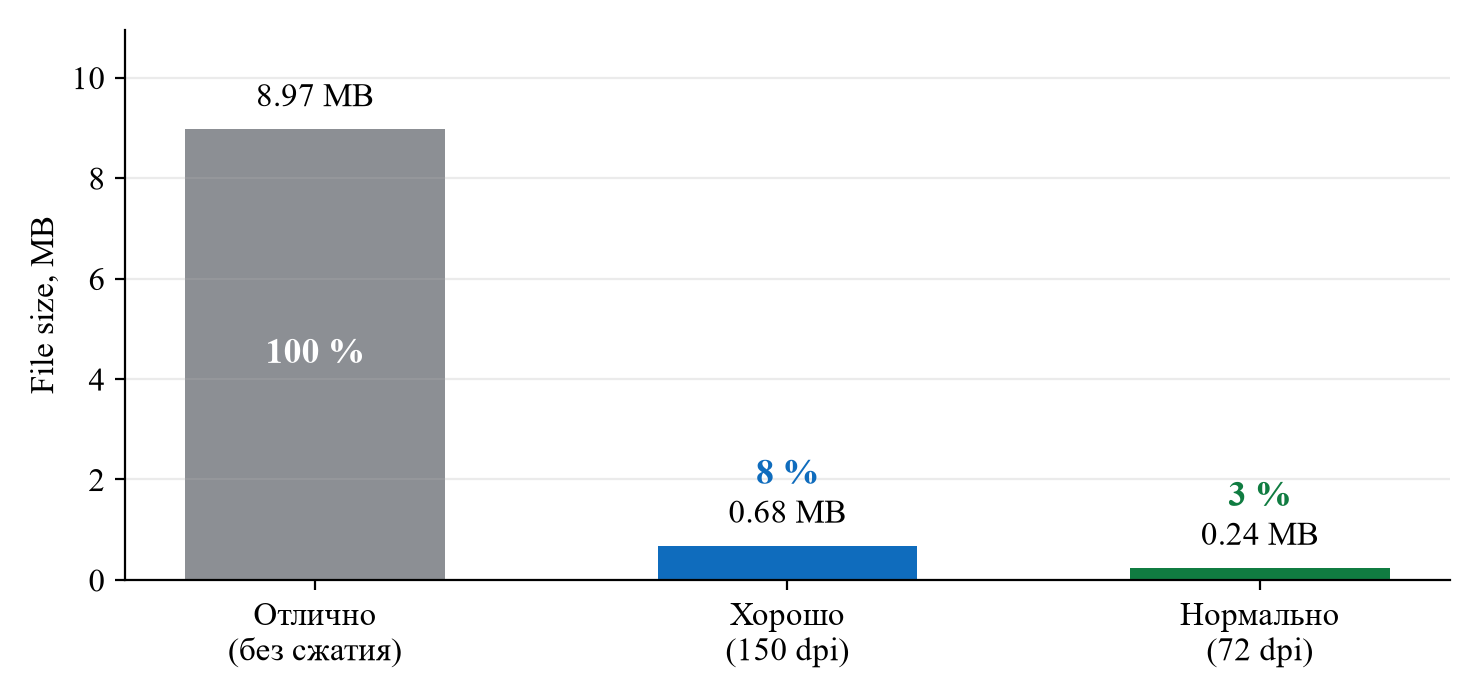 File size, MB
10
8
6
4
2
0
8.97 MB
100 %
8 %
0.68 MB
3 %
0.24 MB
Отлично
(без сжатия)
Хорошо
(150 dpi)
Нормально
(72 dpi)